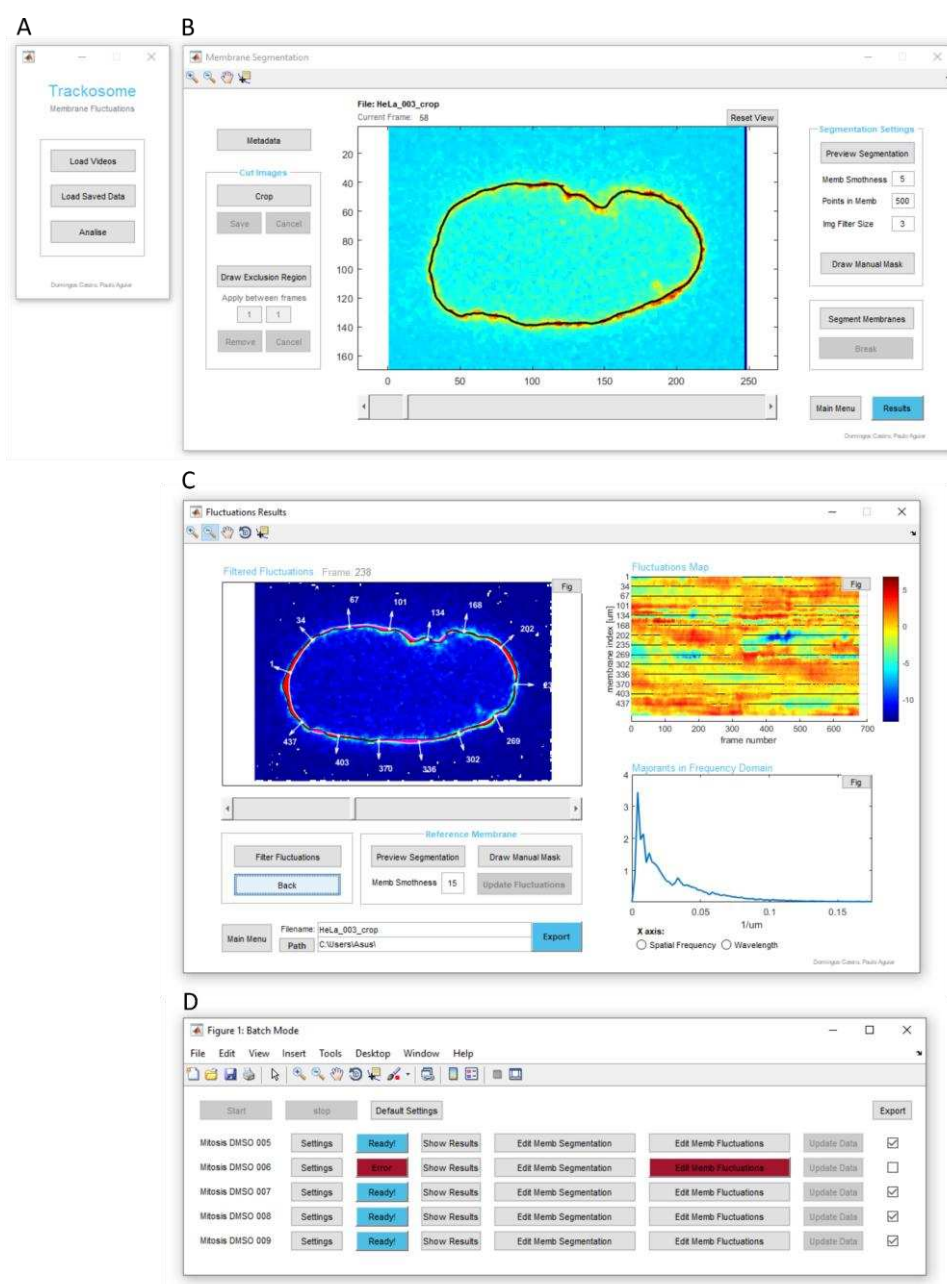 A
Trackosome
Membrane Fluctuations
Load Videos
Load Saved Data
Analise
Domingos Castro, Paulo Aguiar
B
Membrane Segmentation
File: HeLa_003_crop
Current Frame: 58
Reset View
Metadata
Cut Images
Crop
Save Cancel
Draw Exclusion Region
Apply between frames
1 1
Remove Cancel
20
40
60
80
100
120
140
160
0 50 100 150 200 250
Segmentation Settings
Preview Segmentation
Memb Smothness 5
Points in Memb 500
Img Filter Size 3
Draw Manual Mask
Segment Membranes
Break
Main Menu Results
Domingos Castro, Paulo Aguiar
C
Fluctuations Results
Filtered Fluctuations Frame 238
Fig
67 101 134 168
34 202
1
437 269
403 370 336 302
Reference Membrane
Filter Fluctuations Preview Segmentation Draw Manual Mask
Back Memb Smothness 15 Update Fluctuations
Main Menu
Filename: HeLa_003_crop
Path C:\Users\Asus\
Export
Fluctuations Map
Fig
membrane index [um]
1
34
67
101
134
168
202
235
269
302
336
370
403
437
0 100 200 300 400 500 600 700
frame number
5
0
-5
-10
Majorants in Frequency Domain
Fig
4
3
2
1
0 0.05 0.1 0.15
1/um
X axis:
Spatial Frequency Wavelength
Domingos Castro, Paulo Aguiar
D
Figure 1: Batch Mode
File Edit View Insert Tools Desktop Window Help
Start stop Default Settings Export
Mitosis DMSO 005 Settings Ready! Show Results Edit Memb Segmentation Edit Memb Fluctuations Update Data
Mitosis DMSO 006 Settings Error Show Results Edit Memb Segmentation Edit Memb Fluctuations Update Data
Mitosis DMSO 007 Settings Ready! Show Results Edit Memb Segmentation Edit Memb Fluctuations Update Data
Mitosis DMSO 008 Settings Ready! Show Results Edit Memb Segmentation Edit Memb Fluctuations Update Data
Mitosis DMSO 009 Settings Ready! Show Results Edit Memb Segmentation Edit Memb Fluctuations Update Data